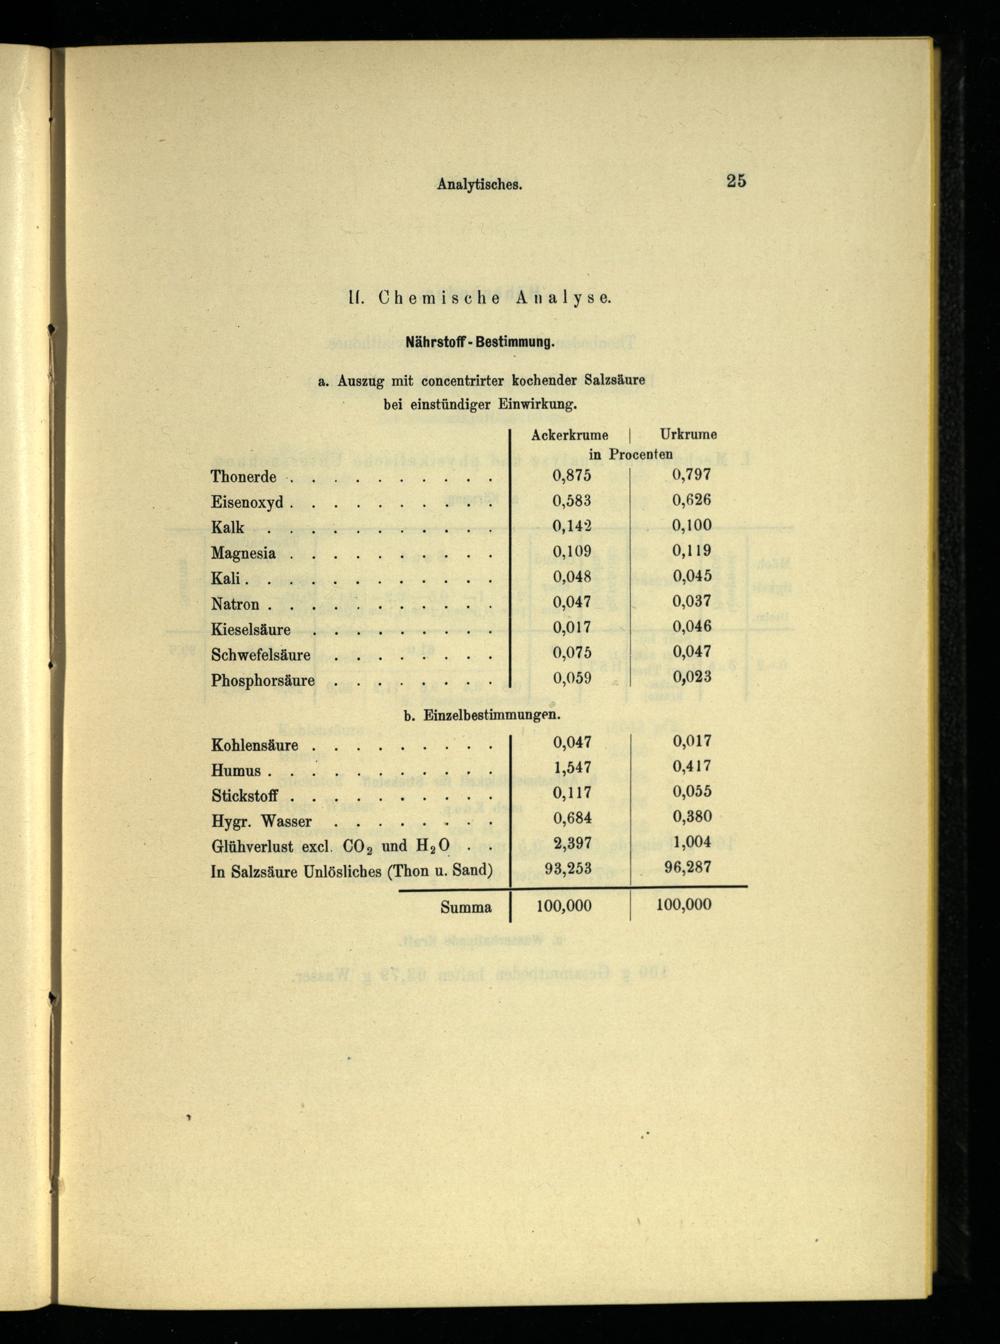 Analytisches. 25
II. Chemische Analyse.
Nährstoff-Bestimmung.
a. Auszug mit concentrirter kochender Salzsäure
bei einstündiger Einwirkung.
Ackerkrume | Urkrume
in Procenten
Thonerde . . . . . . . . . . 0,875 0,797
Eisenoxyd . . . . . . . . . . 0,583 0,626
Kalk . . . . . . . . . . . 0,142 0,100
Magnesia . . . . . . . . . . 0,109 0,119
Kali . . . . . . . . . . . . 0,048 0,045
Natron . . . . . . . . . . . 0,047 0,037
Kieselsäure . . . . . . . . . 0,017 0,046
Schwefelsäure . . . . . . . . 0,075 0,047
Phosphorsäure . . . . . . . . 0,059 0,023
b. Einzelbestimmungen.
Kohlensäure . . . . . . . . . 0,047 0,017
Humus . . . . . . . . . . . 1,547 0,417
Stickstoff . . . . . . . . . . 0,117 0,055
Hygr. Wasser . . . . . . . . 0,684 0,380
Glühverlust excl. CO₂ und H₂O . . 2,397 1,004
In Salzsäure Unlösliches (Thon u. Sand) 93,253 96,287
Summa 100,000 100,000